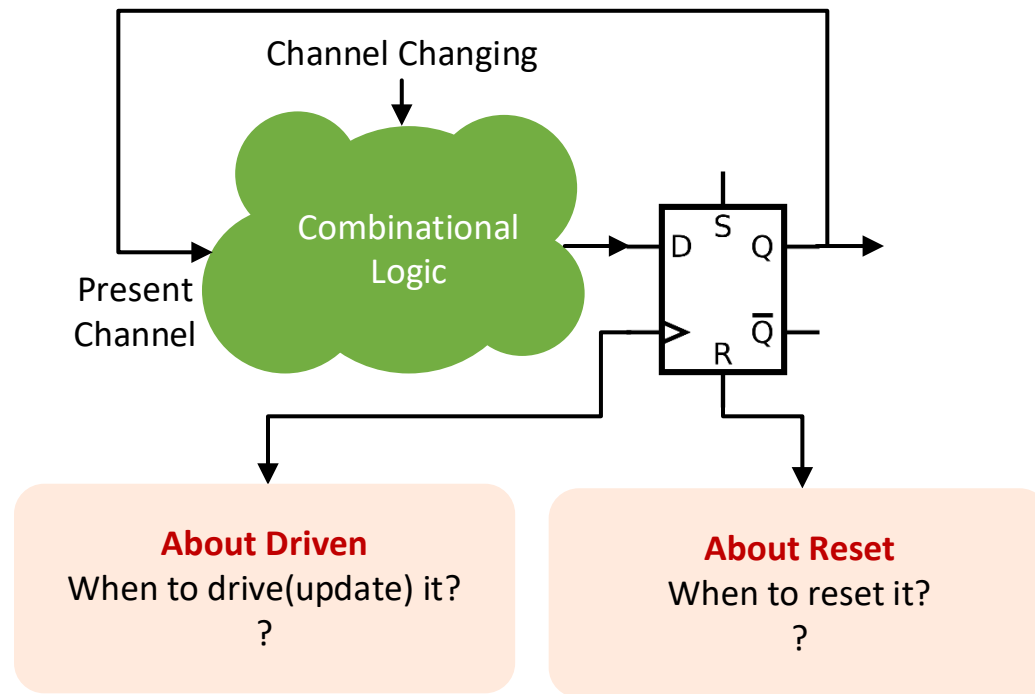 Channel Changing
Combinational
Logic
Present
Channel
S
D
Q
Q̅
R
About Driven
When to drive(update) it?
?
About Reset
When to reset it?
?